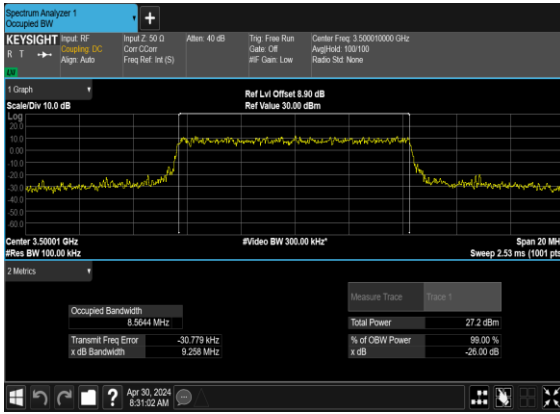 Spectrum Analyzer 1
Occupied BW
+
KEYSIGHT
R T
LXI
Input: RF
Coupling: DC
Align: Auto
Input Z: 50 Ω
Corr CCorr
Freq Ref: Int (S)
Atten: 40 dB
Trig: Free Run
Gate: Off
#IF Gain: Low
Center Freq: 3.500010000 GHz
Avg|Hold: 100/100
Radio Std: None
1 Graph
Scale/Div 10.0 dB
Ref Lvl Offset 8.90 dB
Ref Value 30.00 dBm
Log
20.0
10.0
0.00
-10.0
-20.0
-30.0
-40.0
-50.0
-60.0
Center 3.50001 GHz
#Res BW 100.00 kHz
#Video BW 300.00 kHz*
Span 20 MH
Sweep 2.53 ms (1001 pts
2 Metrics
Measure Trace
Trace 1
Occupied Bandwidth
8.5644 MHz
Total Power
27.2 dBm
Transmit Freq Error
-30.779 kHz
% of OBW Power
99.00 %
x dB Bandwidth
9.258 MHz
x dB
-26.00 dB
?
Apr 30, 2024
8:31:02 AM